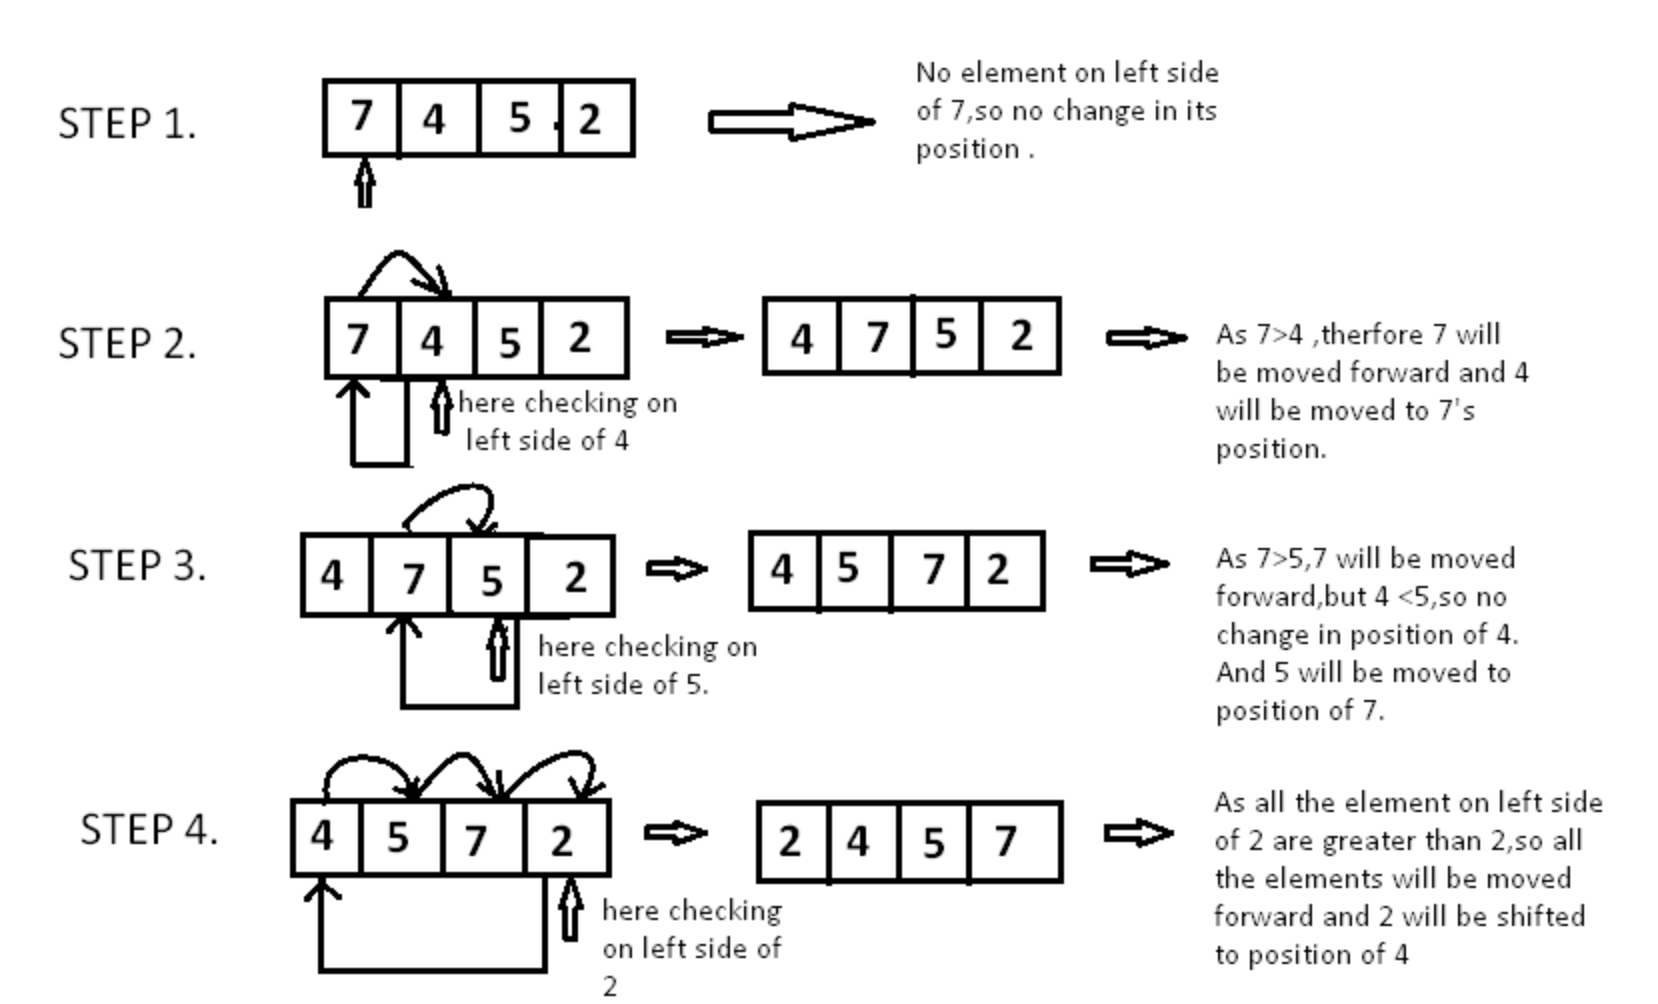 STEP 1.
7 4 5 2
No element on left side
of 7,so no change in its
position .
STEP 2.
7 4 5 2
here checking on
left side of 4
4 7 5 2
As 7>4 ,therfore 7 will
be moved forward and 4
will be moved to 7's
position.
STEP 3.
4 7 5 2
here checking on
left side of 5.
4 5 7 2
As 7>5,7 will be moved
forward,but 4 <5,so no
change in position of 4.
And 5 will be moved to
position of 7.
STEP 4.
4 5 7 2
here checking
on left side of
2
2 4 5 7
As all the element on left side
of 2 are greater than 2,so all
the elements will be moved
forward and 2 will be shifted
to position of 4